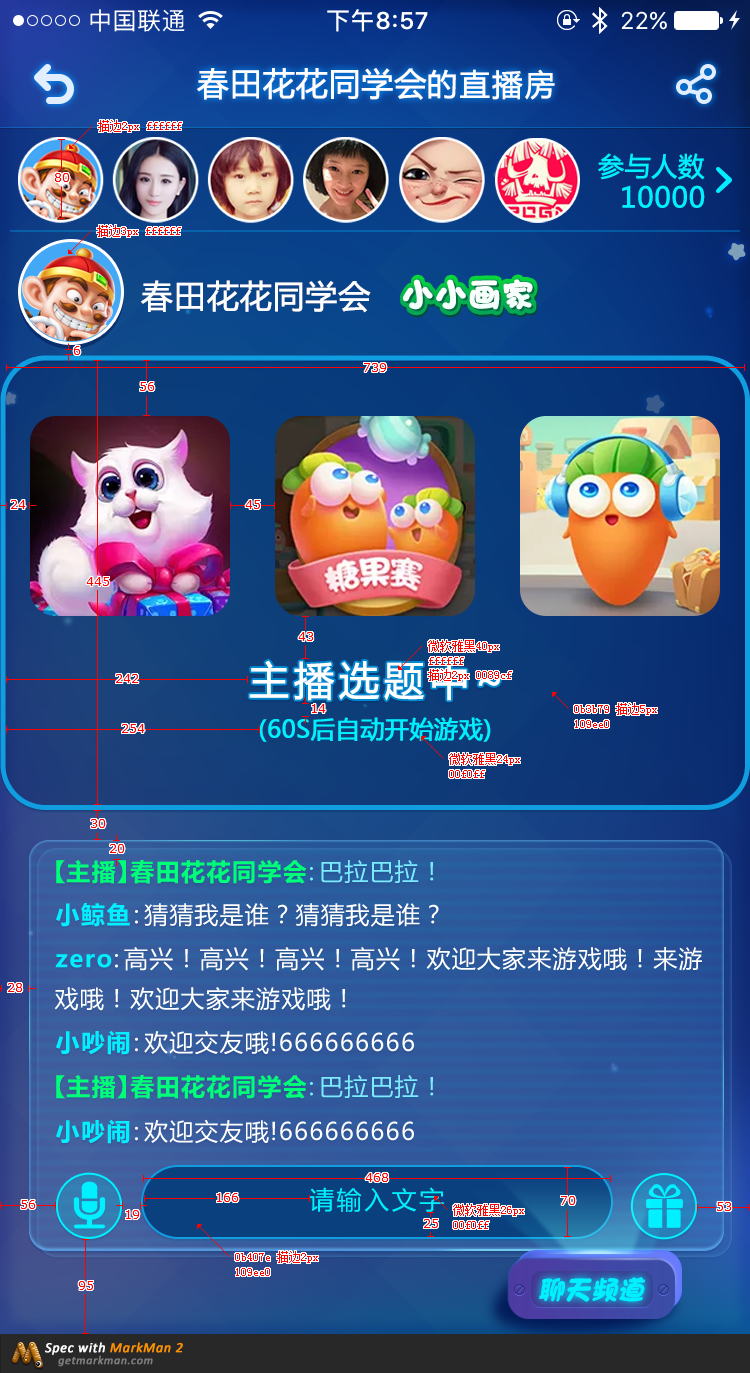 中国联通
下午8:57
22%
春田花花同学会的直播房
描边2px ffffff
80
参与人数
10000
描边3px ffffff
春田花花同学会
小小画家
6
739
56
24
45
糖果赛
445
43
微软雅黑40px
ffffff
描边2px 0089cf
242
主播选题中~
14
0b3b79 描边5px
109ee0
254
(60S后自动开始游戏)
微软雅黑24px
00f0ff
30
20
【主播】春田花花同学会:巴拉巴拉！
小鲸鱼:猜猜我是谁？猜猜我是谁？
zero:高兴！高兴！高兴！高兴！欢迎大家来游戏哦！来游
戏哦！欢迎大家来游戏哦！
28
小吵闹:欢迎交友哦!666666666
【主播】春田花花同学会:巴拉巴拉！
小吵闹:欢迎交友哦!666666666
468
56
19
166
请输入文字
70
53
微软雅黑26px
00f0ff
25
0b407e 描边2px
109ee0
95
聊天频道
Spec with MarkMan 2
getmarkman.com